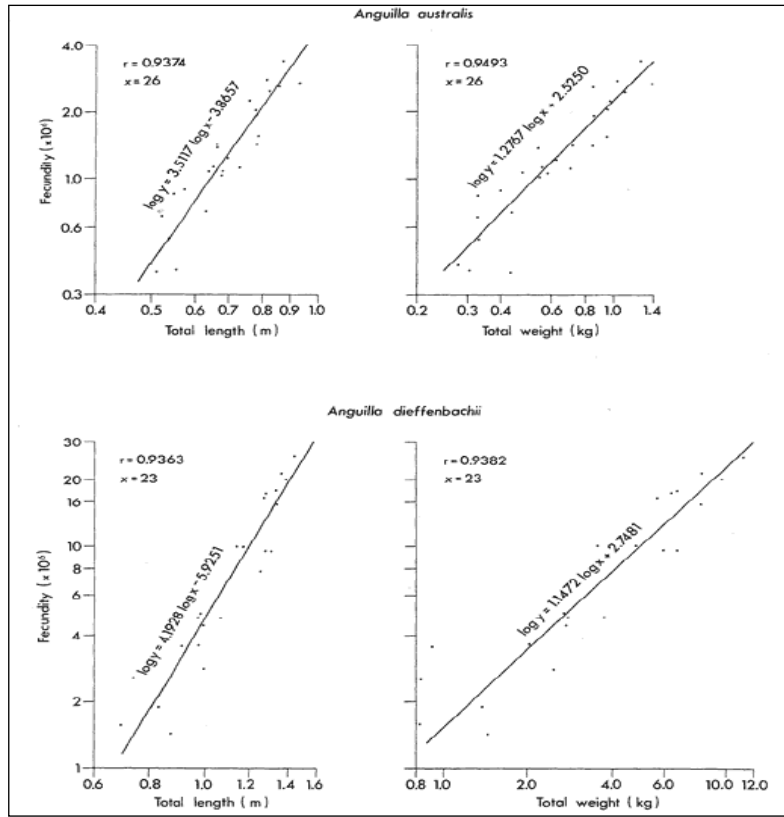 Anguilla australis
4.0
2.0
1.0
0.6
0.3
Fecundity (×10⁶)
r = 0.9374
x = 26
log y = 3.5117 log x - 3.8657
0.4 0.5 0.6 0.7 0.8 0.9 1.0
Total length (m)
r = 0.9493
x = 26
log y = 1.2767 log x + 2.5250
0.2 0.3 0.4 0.6 0.8 1.0 1.4
Total weight (kg)
Anguilla dieffenbachii
30
20
16
10
8
6
4
2
1
Fecundity (×10⁶)
r = 0.9363
x = 23
log y = 4.1928 log x - 5.9251
0.6 0.8 1.0 1.2 1.4 1.6
Total length (m)
r = 0.9382
x = 23
log y = 1.1472 log x + 2.7481
0.8 1.0 2.0 4.0 6.0 10.0 12.0
Total weight (kg)